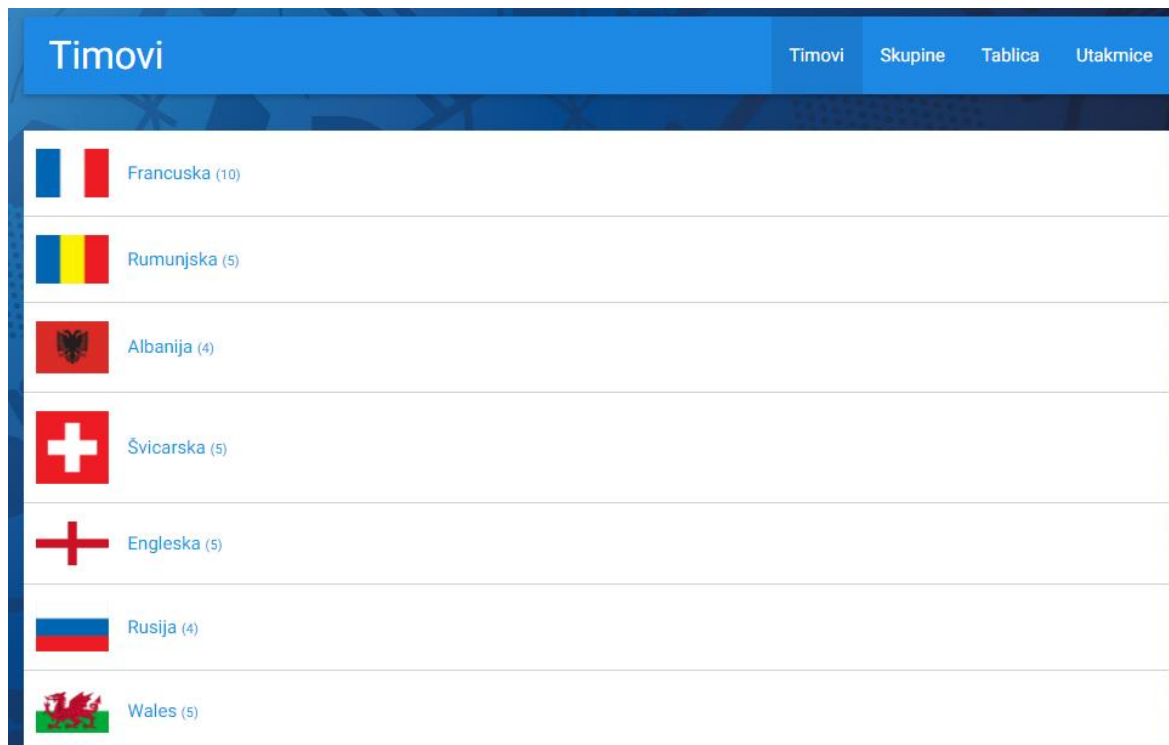 Timovi
Timovi Skupine Tablica Utakmice
Francuska (10)
Rumunjska (5)
Albanija (4)
Švicarska (5)
Engleska (5)
Rusija (4)
Wales (5)